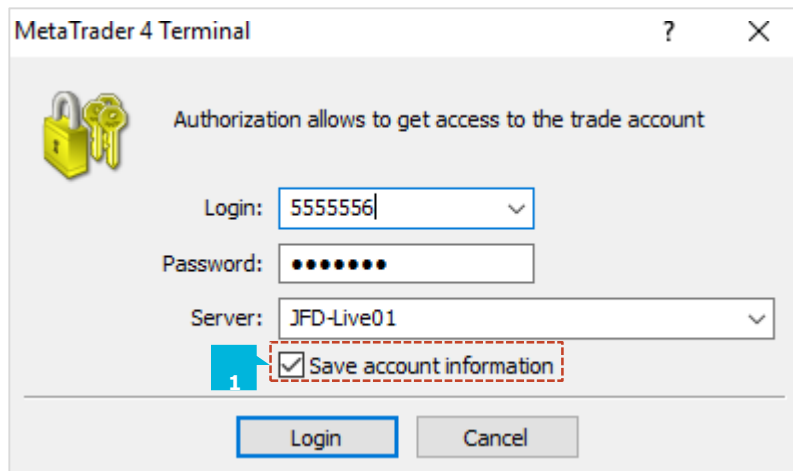 MetaTrader 4 Terminal ? X
Authorization allows to get access to the trade account
Login: 5555556
Password: •••••••
Server: JFD-Live01
1 Save account information
Login Cancel